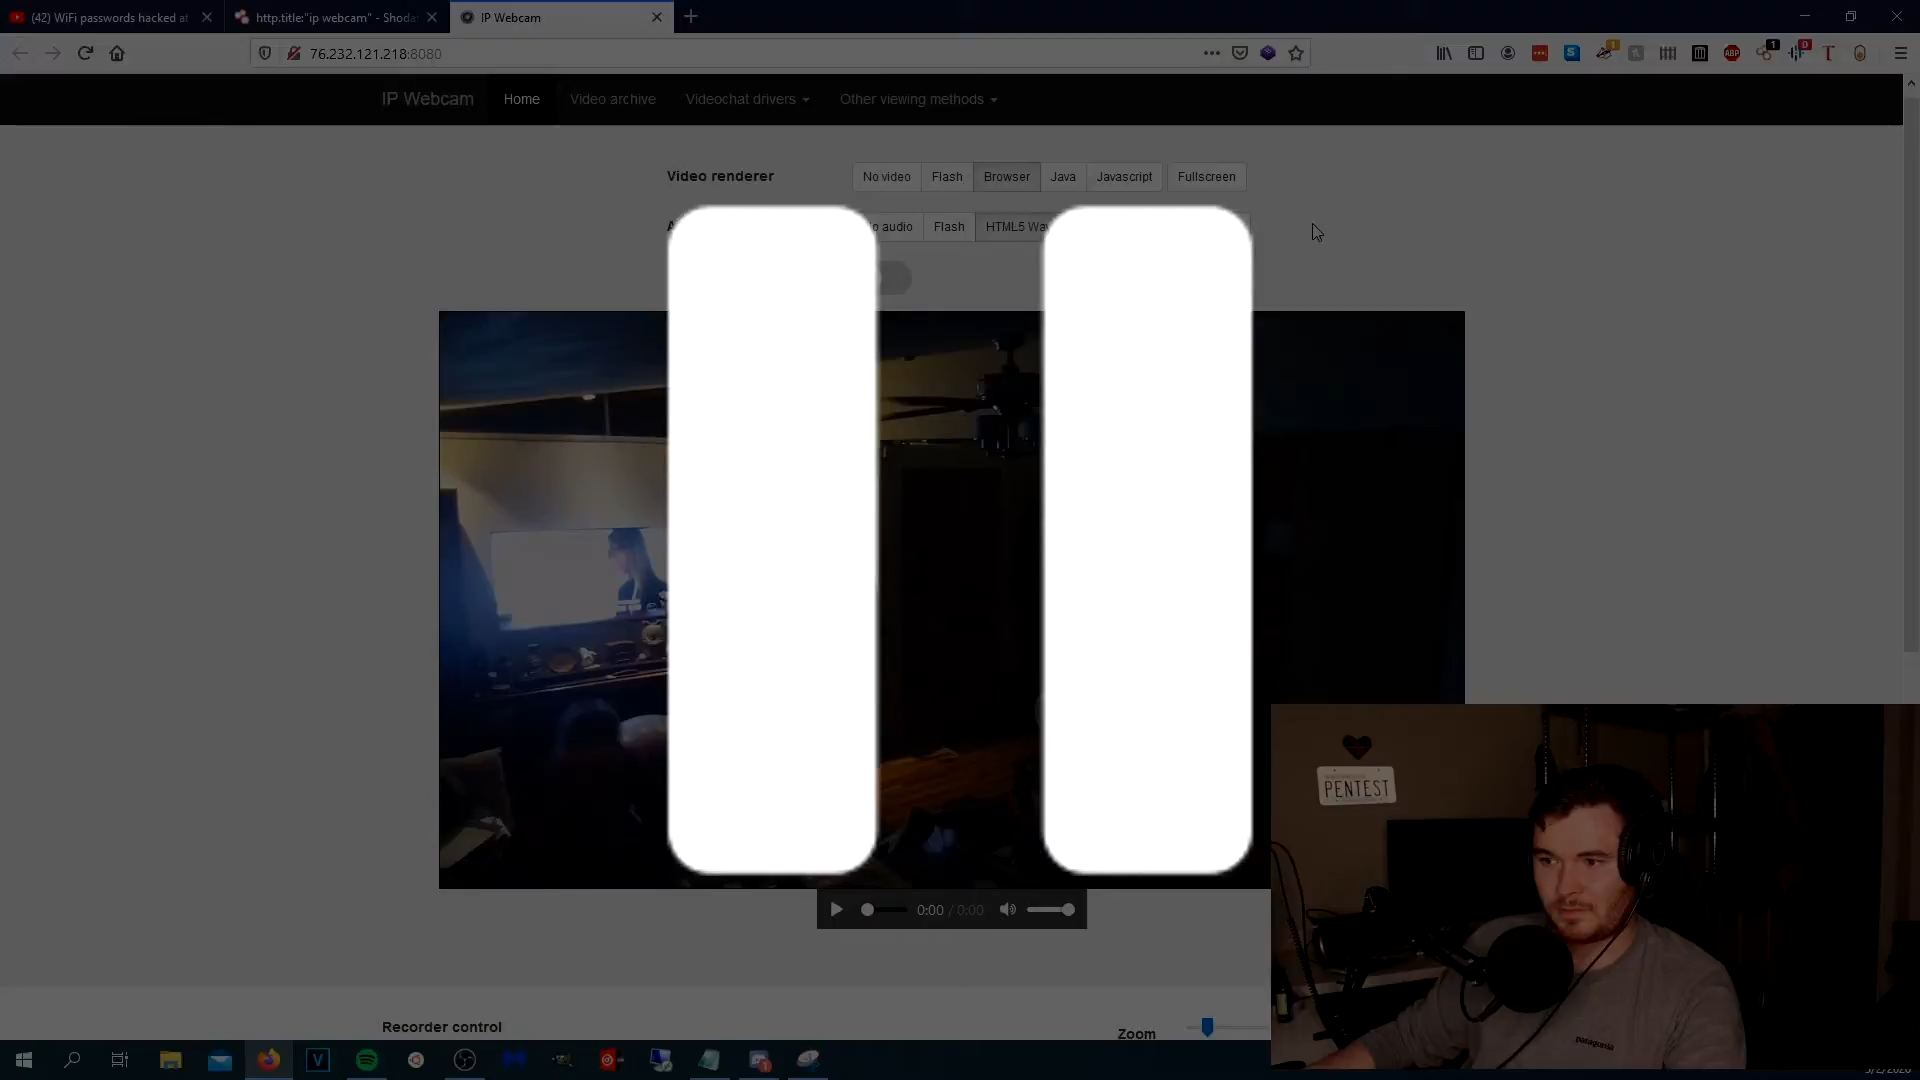 (42) WiFi passwords hacked at
http.title:"ip webcam" - Shoda
IP Webcam
76.232.121.218:8080
IP Webcam
Home
Video archive
Videochat drivers
Other viewing methods
Video renderer
No video
Flash
Browser
Java
Javascript
Fullscreen
audio
Flash
HTML5 Wav
0:00 / 0:00
PENTEST
patagonia
Recorder control
Zoom